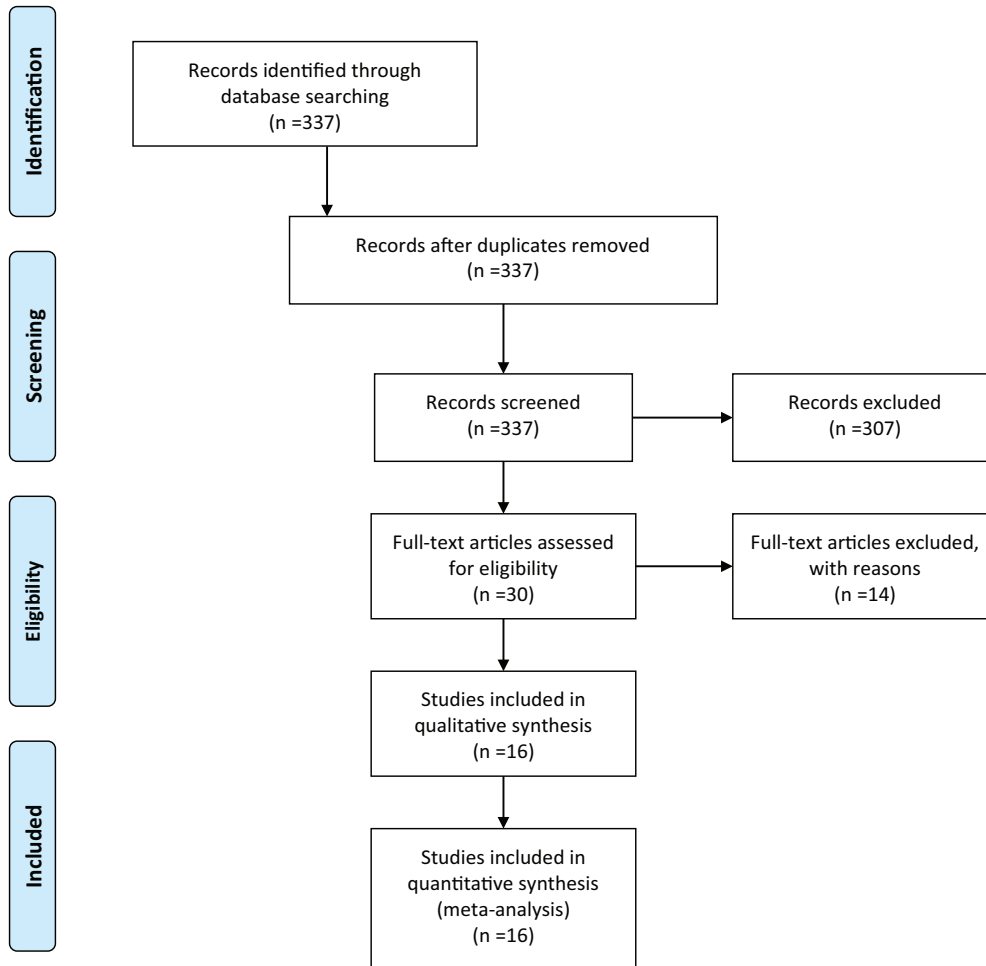 Identification
Records identified through
database searching
(n =337)
Records after duplicates removed
(n =337)
Screening
Records screened
(n =337)
Records excluded
(n =307)
Eligibility
Full-text articles assessed
for eligibility
(n =30)
Full-text articles excluded,
with reasons
(n =14)
Studies included in
qualitative synthesis
(n =16)
Included
Studies included in
quantitative synthesis
(meta-analysis)
(n =16)